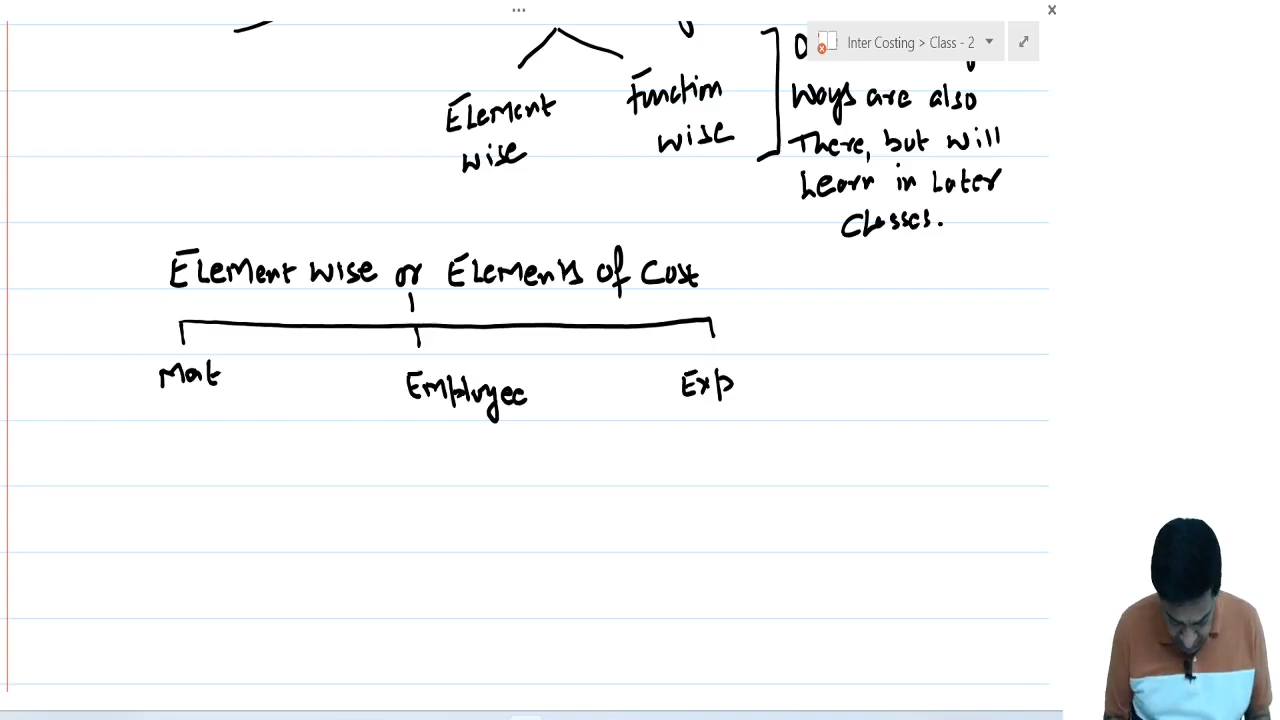 Inter Costing > Class - 2
Element
wise
Function
wise
Ways are also
There, but will
Learn in Later
Classes.
Element wise or Elements of Cost
Mat
Employee
Exp